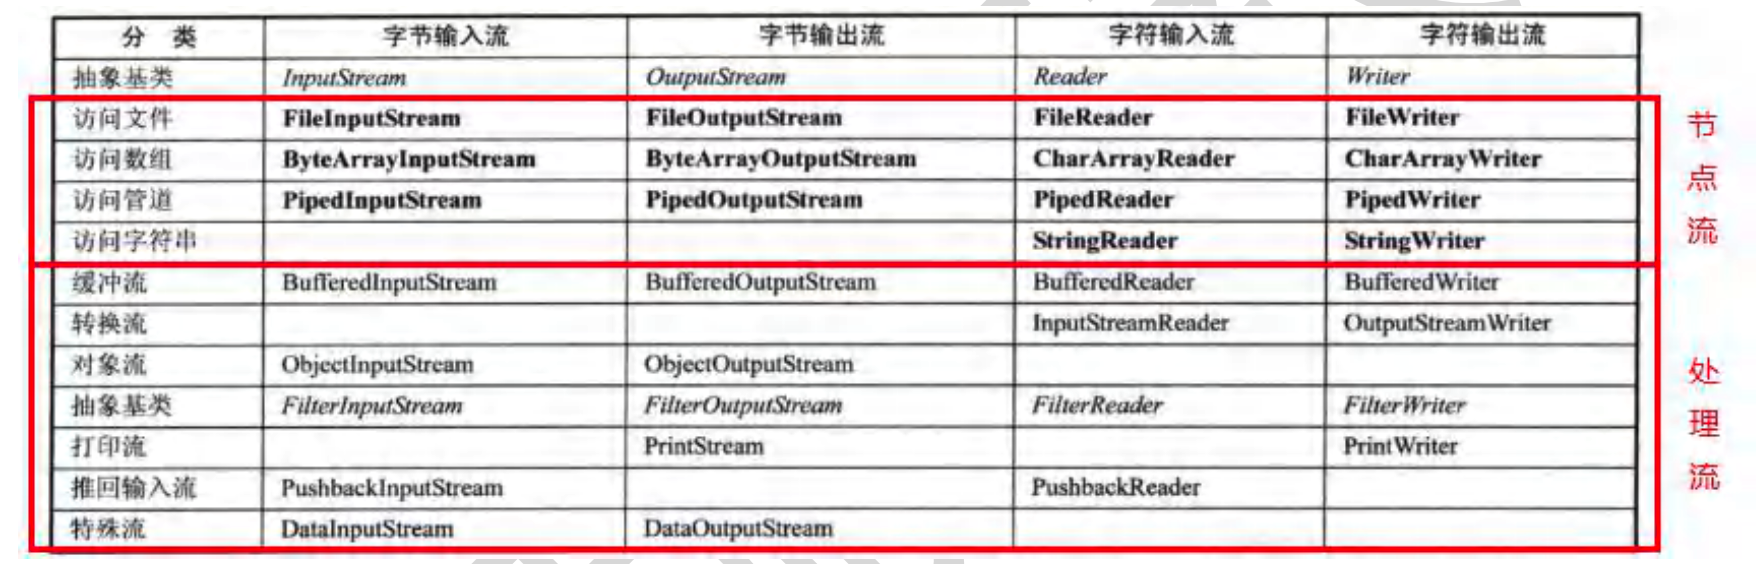 分 类 字节输入流 字节输出流 字符输入流 字符输出流
抽象基类 InputStream OutputStream Reader Writer
访问文件 FileInputStream FileOutputStream FileReader FileWriter
访问数组 ByteArrayInputStream ByteArrayOutputStream CharArrayReader CharArrayWriter
访问管道 PipedInputStream PipedOutputStream PipedReader PipedWriter
访问字符串 StringReader StringWriter
缓冲流 BufferedInputStream BufferedOutputStream BufferedReader BufferedWriter
转换流 InputStreamReader OutputStreamWriter
对象流 ObjectInputStream ObjectOutputStream
抽象基类 FilterInputStream FilterOutputStream FilterReader FilterWriter
打印流 PrintStream PrintWriter
推回输入流 PushbackInputStream PushbackReader
特殊流 DataInputStream DataOutputStream
节点流
处理流